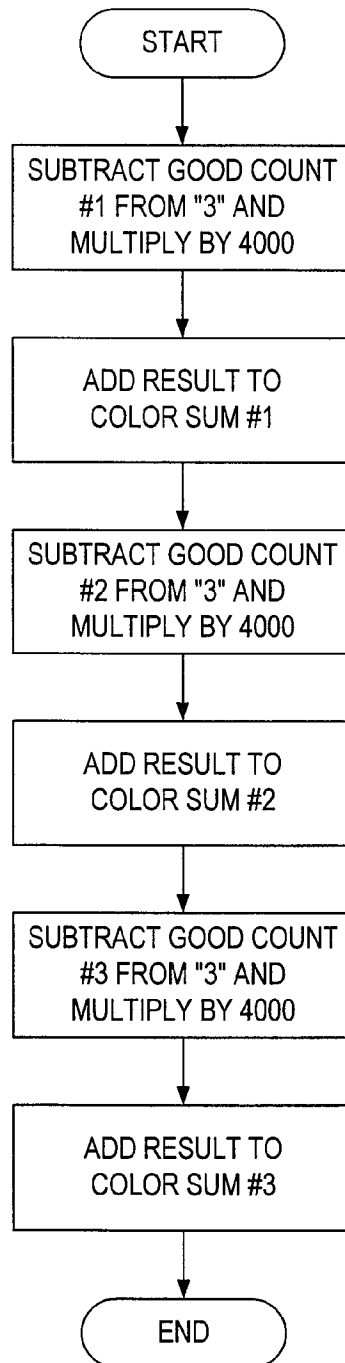 START
SUBTRACT GOOD COUNT
#1 FROM "3" AND
MULTIPLY BY 4000
ADD RESULT TO
COLOR SUM #1
SUBTRACT GOOD COUNT
#2 FROM "3" AND
MULTIPLY BY 4000
ADD RESULT TO
COLOR SUM #2
SUBTRACT GOOD COUNT
#3 FROM "3" AND
MULTIPLY BY 4000
ADD RESULT TO
COLOR SUM #3
END